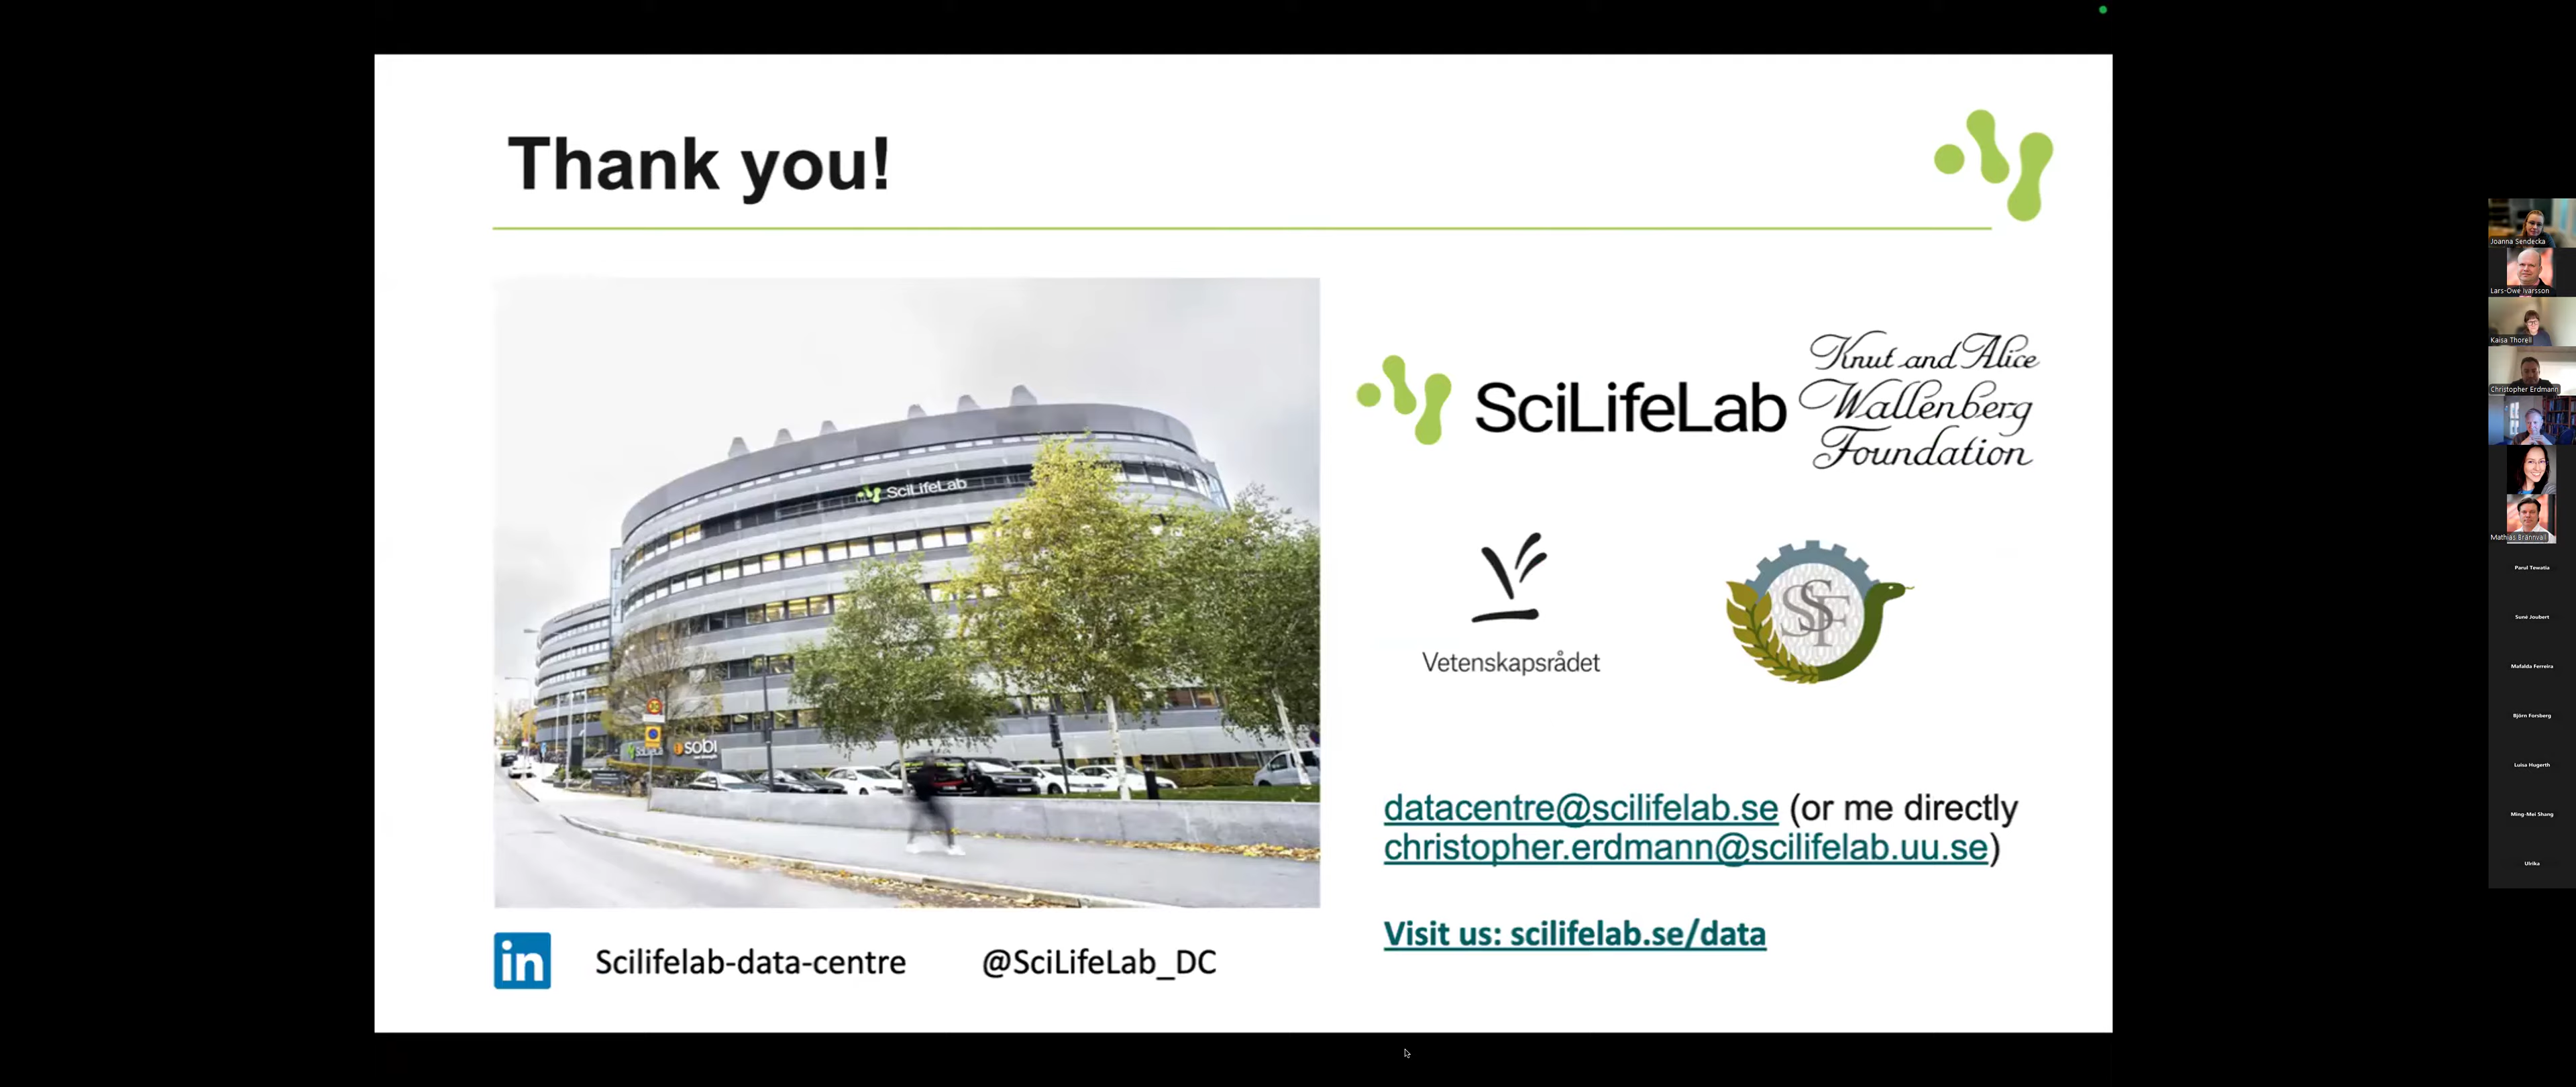 Thank you!
SciLifeLab
sobi
SciLifeLab
Knut and Alice
Wallenberg
Foundation
Vetenskapsrådet
SSF
datacentre@scilifelab.se (or me directly
christopher.erdmann@scilifelab.uu.se)
Visit us: scilifelab.se/data
in
Scilifelab-data-centre
@SciLifeLab_DC
Joanna Sendecka
Lars-Owe Ivarsson
Kaisa Thorell
Christopher Erdmann
Mathias Brännvall
Parul Tewatia
Suné Joubert
Mafalda Ferreira
Björn Forsberg
Luisa Hugerth
Ming-Mei Shang
Ulrika